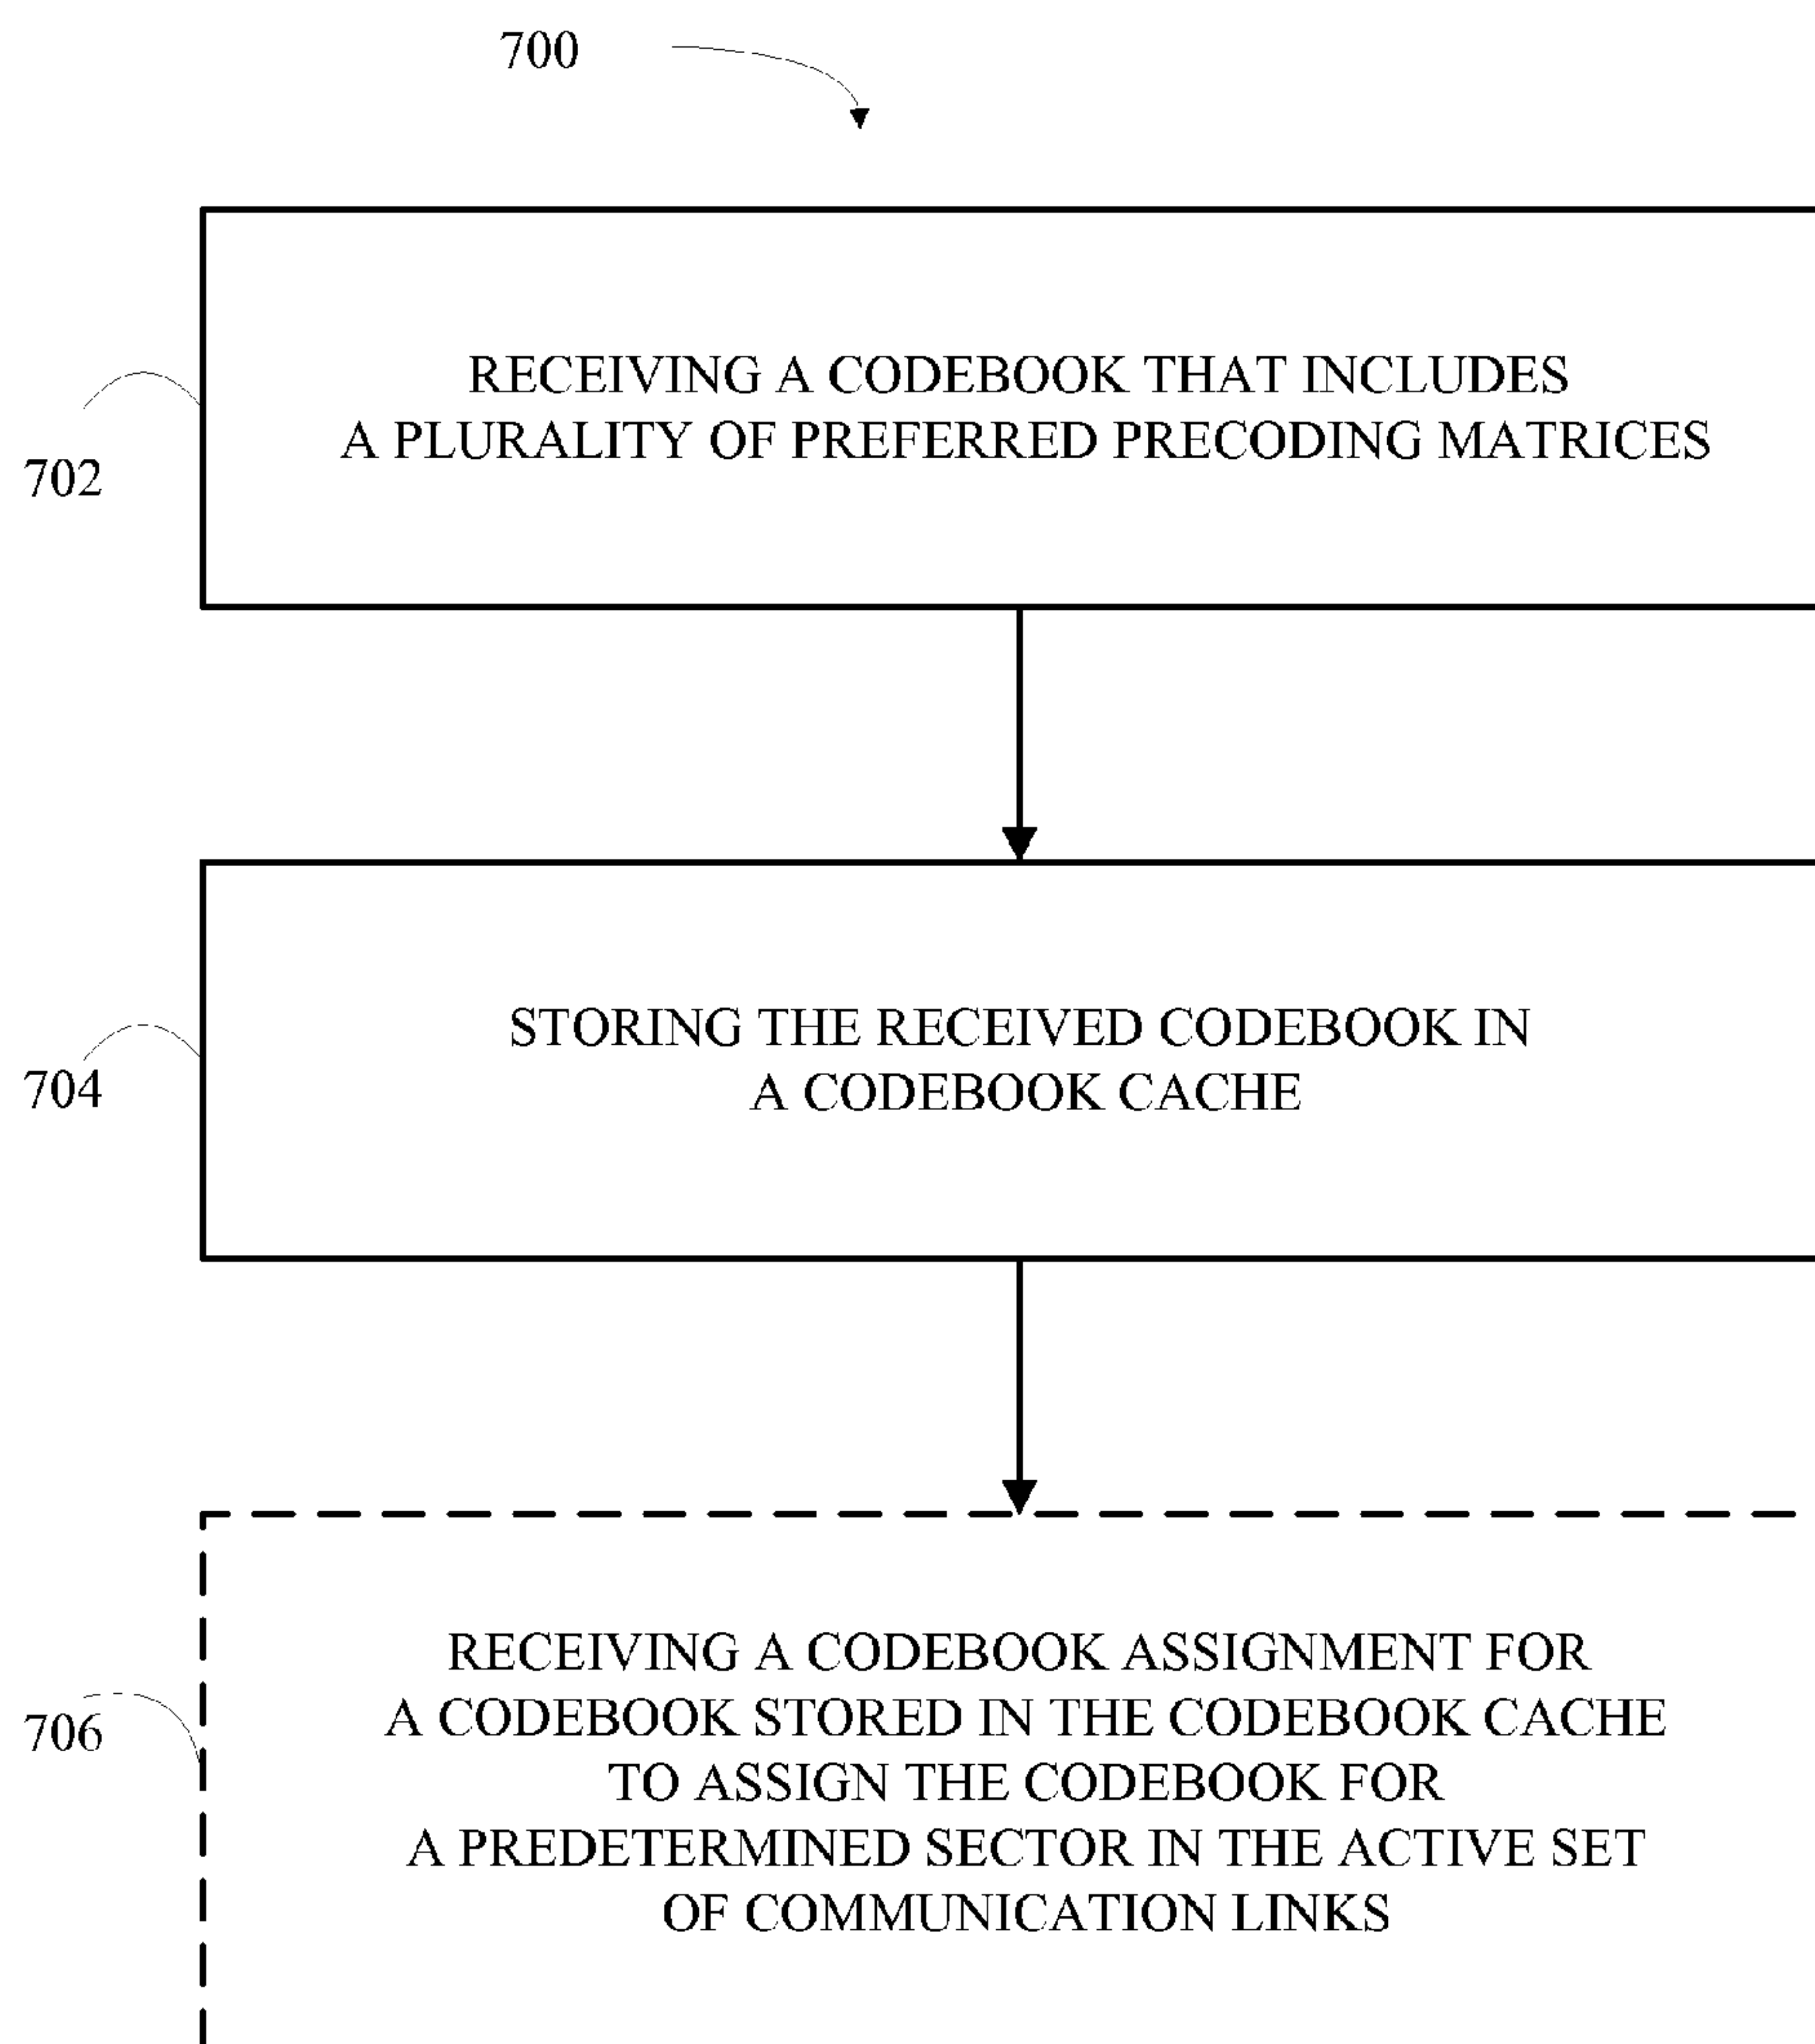 700
RECEIVING A CODEBOOK THAT INCLUDES
A PLURALITY OF PREFERRED PRECODING MATRICES
702
STORING THE RECEIVED CODEBOOK IN
A CODEBOOK CACHE
704
RECEIVING A CODEBOOK ASSIGNMENT FOR
A CODEBOOK STORED IN THE CODEBOOK CACHE
TO ASSIGN THE CODEBOOK FOR
A PREDETERMINED SECTOR IN THE ACTIVE SET
OF COMMUNICATION LINKS
706